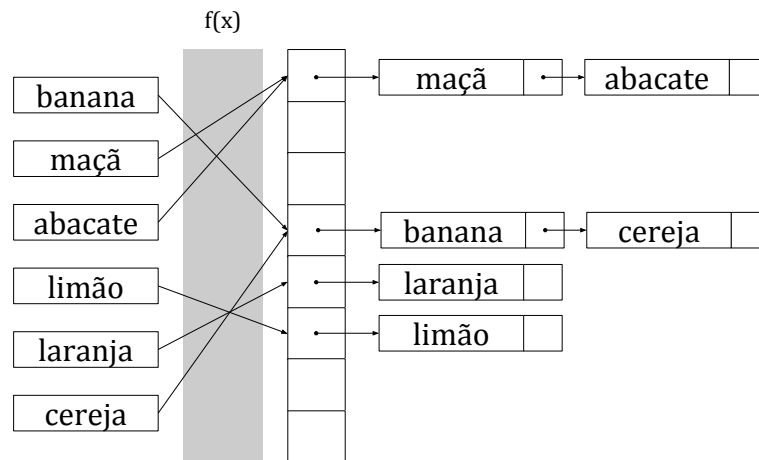 f(x)
banana
maçã
abacate
limão
laranja
cereja
maçã
abacate
banana
cereja
laranja
limão